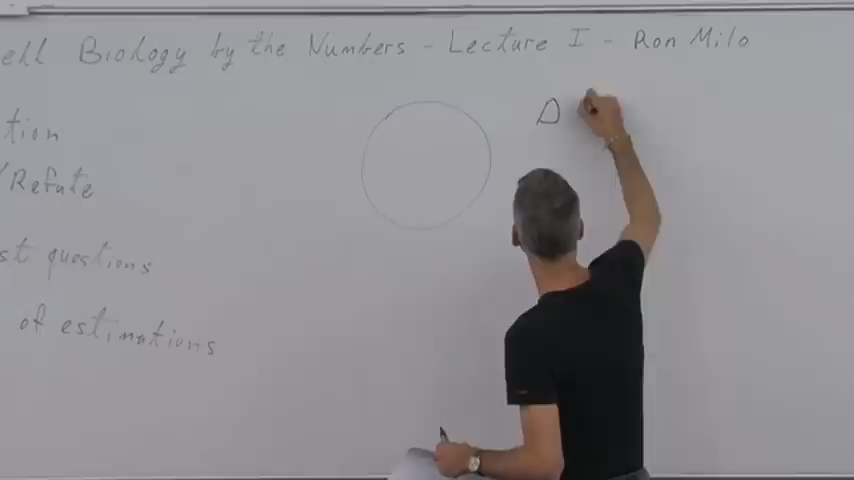 ell Biology by the Numbers - Lecture I - Ron Milo
tion
/Refute
st questions
of estimations
D